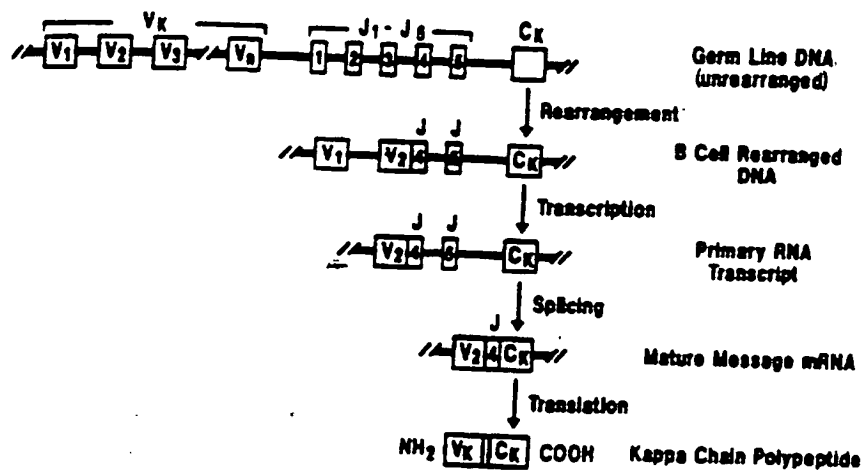 Vκ
J1 - J5
Cκ
V1 V2 V3 Vn 1 2 3 4 5
Germ Line DNA
(unrearranged)
Rearrangement
J J
V1 V2 4 5 Cκ
B Cell Rearranged
DNA
Transcription
J J
V2 4 5 Cκ
Primary RNA
Transcript
Splicing
J
V2 4 Cκ
Mature Message mRNA
Translation
NH2 Vκ Cκ COOH
Kappa Chain Polypeptide